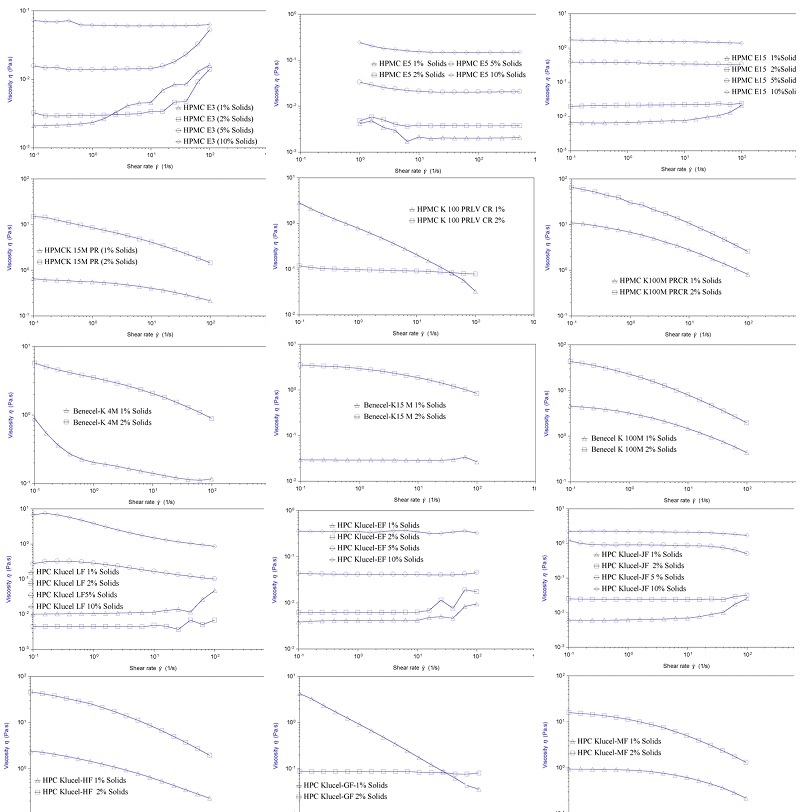 Viscosity η (Pa·s)
HPMC E3 (1% Solids)
HPMC E3 (2% Solids)
HPMC E3 (5% Solids)
HPMC E3 (10% Solids)
Shear rate γ̇ (1/s)
Viscosity η (Pa·s)
HPMC E5 1% Solids HPMC E5 5% Solids
HPMC E5 2% Solids HPMC E5 10% Solids
Shear rate γ̇ (1/s)
Viscosity η (Pa·s)
HPMC E15 1%Solid
HPMC E15 2%Solid
HPMC E15 5%Solid
HPMC E15 10%Solid
Shear rate γ̇ (1/s)
Viscosity η (Pa·s)
HPMCK 15M PR (1% Solids)
HPMCK 15M PR (2% Solids)
Shear rate γ̇ (1/s)
Viscosity η (Pa·s)
HPMC K 100 PRLV CR 1%
HPMC K 100 PRLV CR 2%
Shear rate γ̇ (1/s)
Viscosity η (Pa·s)
HPMC K100M PRCR 1% Solids
HPMC K100M PRCR 2% Solids
Shear rate γ̇ (1/s)
Viscosity η (Pa·s)
Benecel-K 4M 1% Solids
Benecel-K 4M 2% Solids
Shear rate γ̇ (1/s)
Viscosity η (Pa·s)
Benecel-K15 M 1% Solids
Benecel-K15 M 2% Solids
Shear rate γ̇ (1/s)
Viscosity η (Pa·s)
Benecel K 100M 1% Solids
Benecel K 100M 2% Solids
Shear rate γ̇ (1/s)
Viscosity η (Pa·s)
HPC Klucel LF 1% Solids
HPC Klucel LF 2% Solids
HPC Klucel LF5% Solids
HPC Klucel LF 10% Solids
Shear rate γ̇ (1/s)
Viscosity η (Pa·s)
HPC Klucel-EF 1% Solids
HPC Klucel-EF 2% Solids
HPC Klucel-EF 5% Solids
HPC Klucel-EF 10% Solids
Shear rate γ̇ (1/s)
Viscosity η (Pa·s)
HPC Klucel-JF 1% Solids
HPC Klucel-JF 2% Solids
HPC Klucel-JF 5 % Solids
HPC Klucel-JF 10% Solids
Shear rate γ̇ (1/s)
Viscosity η (Pa·s)
HPC Klucel-HF 1% Solids
HPC Klucel-HF 2% Solids
Viscosity η (Pa·s)
HPC Klucel-GF-1% Solids
HPC Klucel-GF 2% Solids
Viscosity η (Pa·s)
HPC Klucel-MF 1% Solids
HPC Klucel-MF 2% Solids